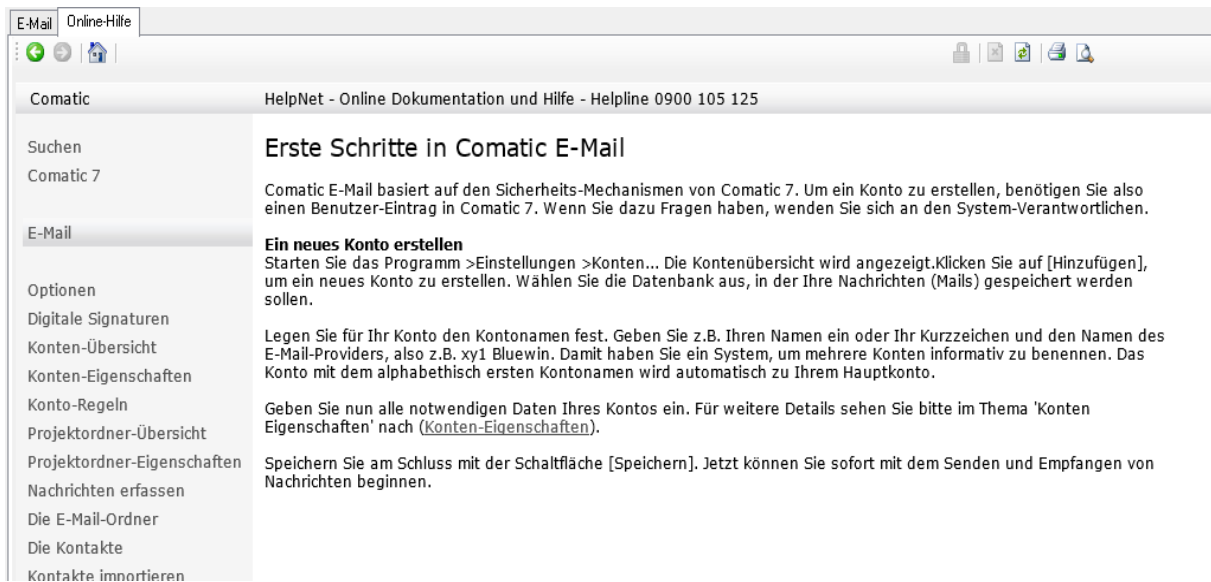 E-Mail
Online-Hilfe
Comatic
HelpNet - Online Dokumentation und Hilfe - Helpline 0900 105 125
Suchen
Comatic 7
E-Mail
Optionen
Digitale Signaturen
Konten-Übersicht
Konten-Eigenschaften
Konto-Regeln
Projektordner-Übersicht
Projektordner-Eigenschaften
Nachrichten erfassen
Die E-Mail-Ordner
Die Kontakte
Kontakte importieren
Erste Schritte in Comatic E-Mail
Comatic E-Mail basiert auf den Sicherheits-Mechanismen von Comatic 7. Um ein Konto zu erstellen, benötigen Sie also
einen Benutzer-Eintrag in Comatic 7. Wenn Sie dazu Fragen haben, wenden Sie sich an den System-Verantwortlichen.
Ein neues Konto erstellen
Starten Sie das Programm >Einstellungen >Konten... Die Kontenübersicht wird angezeigt.Klicken Sie auf [Hinzufügen],
um ein neues Konto zu erstellen. Wählen Sie die Datenbank aus, in der Ihre Nachrichten (Mails) gespeichert werden
sollen.
Legen Sie für Ihr Konto den Kontonamen fest. Geben Sie z.B. Ihren Namen ein oder Ihr Kurzzeichen und den Namen des
E-Mail-Providers, also z.B. xy1 Bluewin. Damit haben Sie ein System, um mehrere Konten informativ zu benennen. Das
Konto mit dem alphabethisch ersten Kontonamen wird automatisch zu Ihrem Hauptkonto.
Geben Sie nun alle notwendigen Daten Ihres Kontos ein. Für weitere Details sehen Sie bitte im Thema 'Konten
Eigenschaften' nach (Konten-Eigenschaften).
Speichern Sie am Schluss mit der Schaltfläche [Speichern]. Jetzt können Sie sofort mit dem Senden und Empfangen von
Nachrichten beginnen.